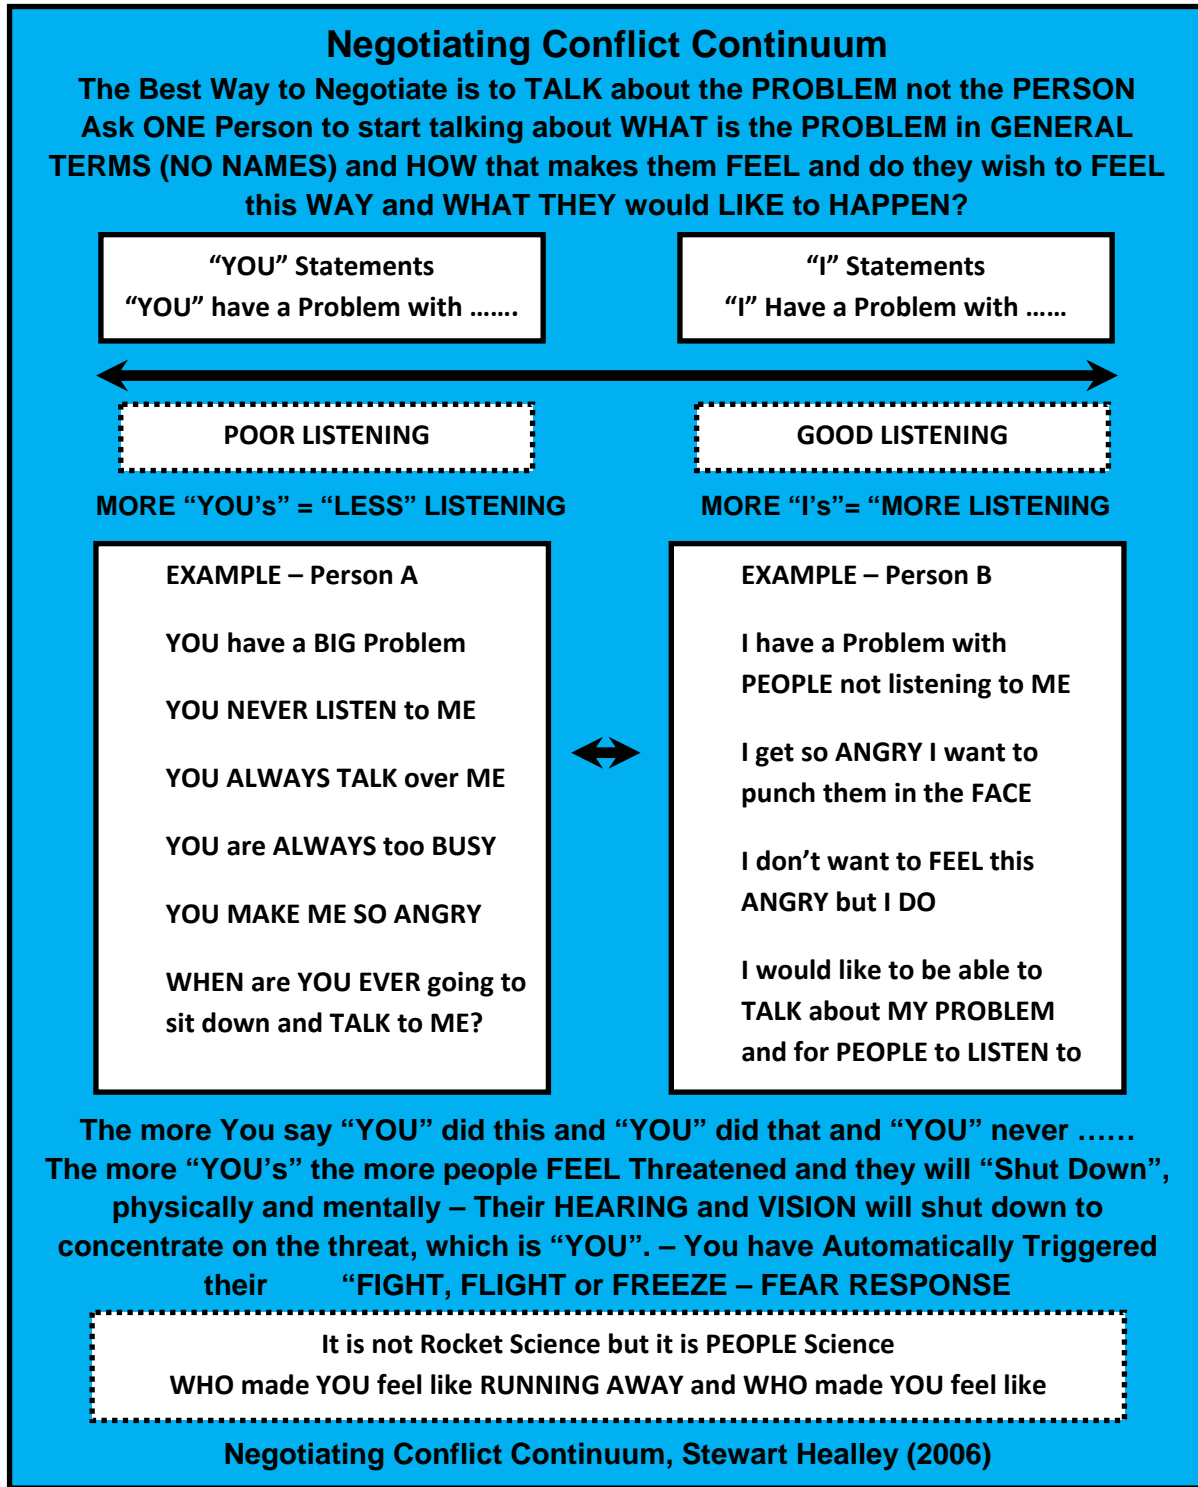 Negotiating Conflict Continuum
The Best Way to Negotiate is to TALK about the PROBLEM not the PERSON
Ask ONE Person to start talking about WHAT is the PROBLEM in GENERAL
TERMS (NO NAMES) and HOW that makes them FEEL and do they wish to FEEL
this WAY and WHAT THEY would LIKE to HAPPEN?
“YOU” Statements
“YOU” have a Problem with …….
“I” Statements
“I” Have a Problem with ……
POOR LISTENING
GOOD LISTENING
MORE “YOU’s” = “LESS” LISTENING
MORE “I’s”= “MORE LISTENING
EXAMPLE – Person A
YOU have a BIG Problem
YOU NEVER LISTEN to ME
YOU ALWAYS TALK over ME
YOU are ALWAYS too BUSY
YOU MAKE ME SO ANGRY
WHEN are YOU EVER going to
sit down and TALK to ME?
EXAMPLE – Person B
I have a Problem with
PEOPLE not listening to ME
I get so ANGRY I want to
punch them in the FACE
I don’t want to FEEL this
ANGRY but I DO
I would like to be able to
TALK about MY PROBLEM
and for PEOPLE to LISTEN to
The more You say “YOU” did this and “YOU” did that and “YOU” never ……
The more “YOU’s” the more people FEEL Threatened and they will “Shut Down”,
physically and mentally – Their HEARING and VISION will shut down to
concentrate on the threat, which is “YOU”. – You have Automatically Triggered
their “FIGHT, FLIGHT or FREEZE – FEAR RESPONSE
It is not Rocket Science but it is PEOPLE Science
WHO made YOU feel like RUNNING AWAY and WHO made YOU feel like
Negotiating Conflict Continuum, Stewart Healley (2006)